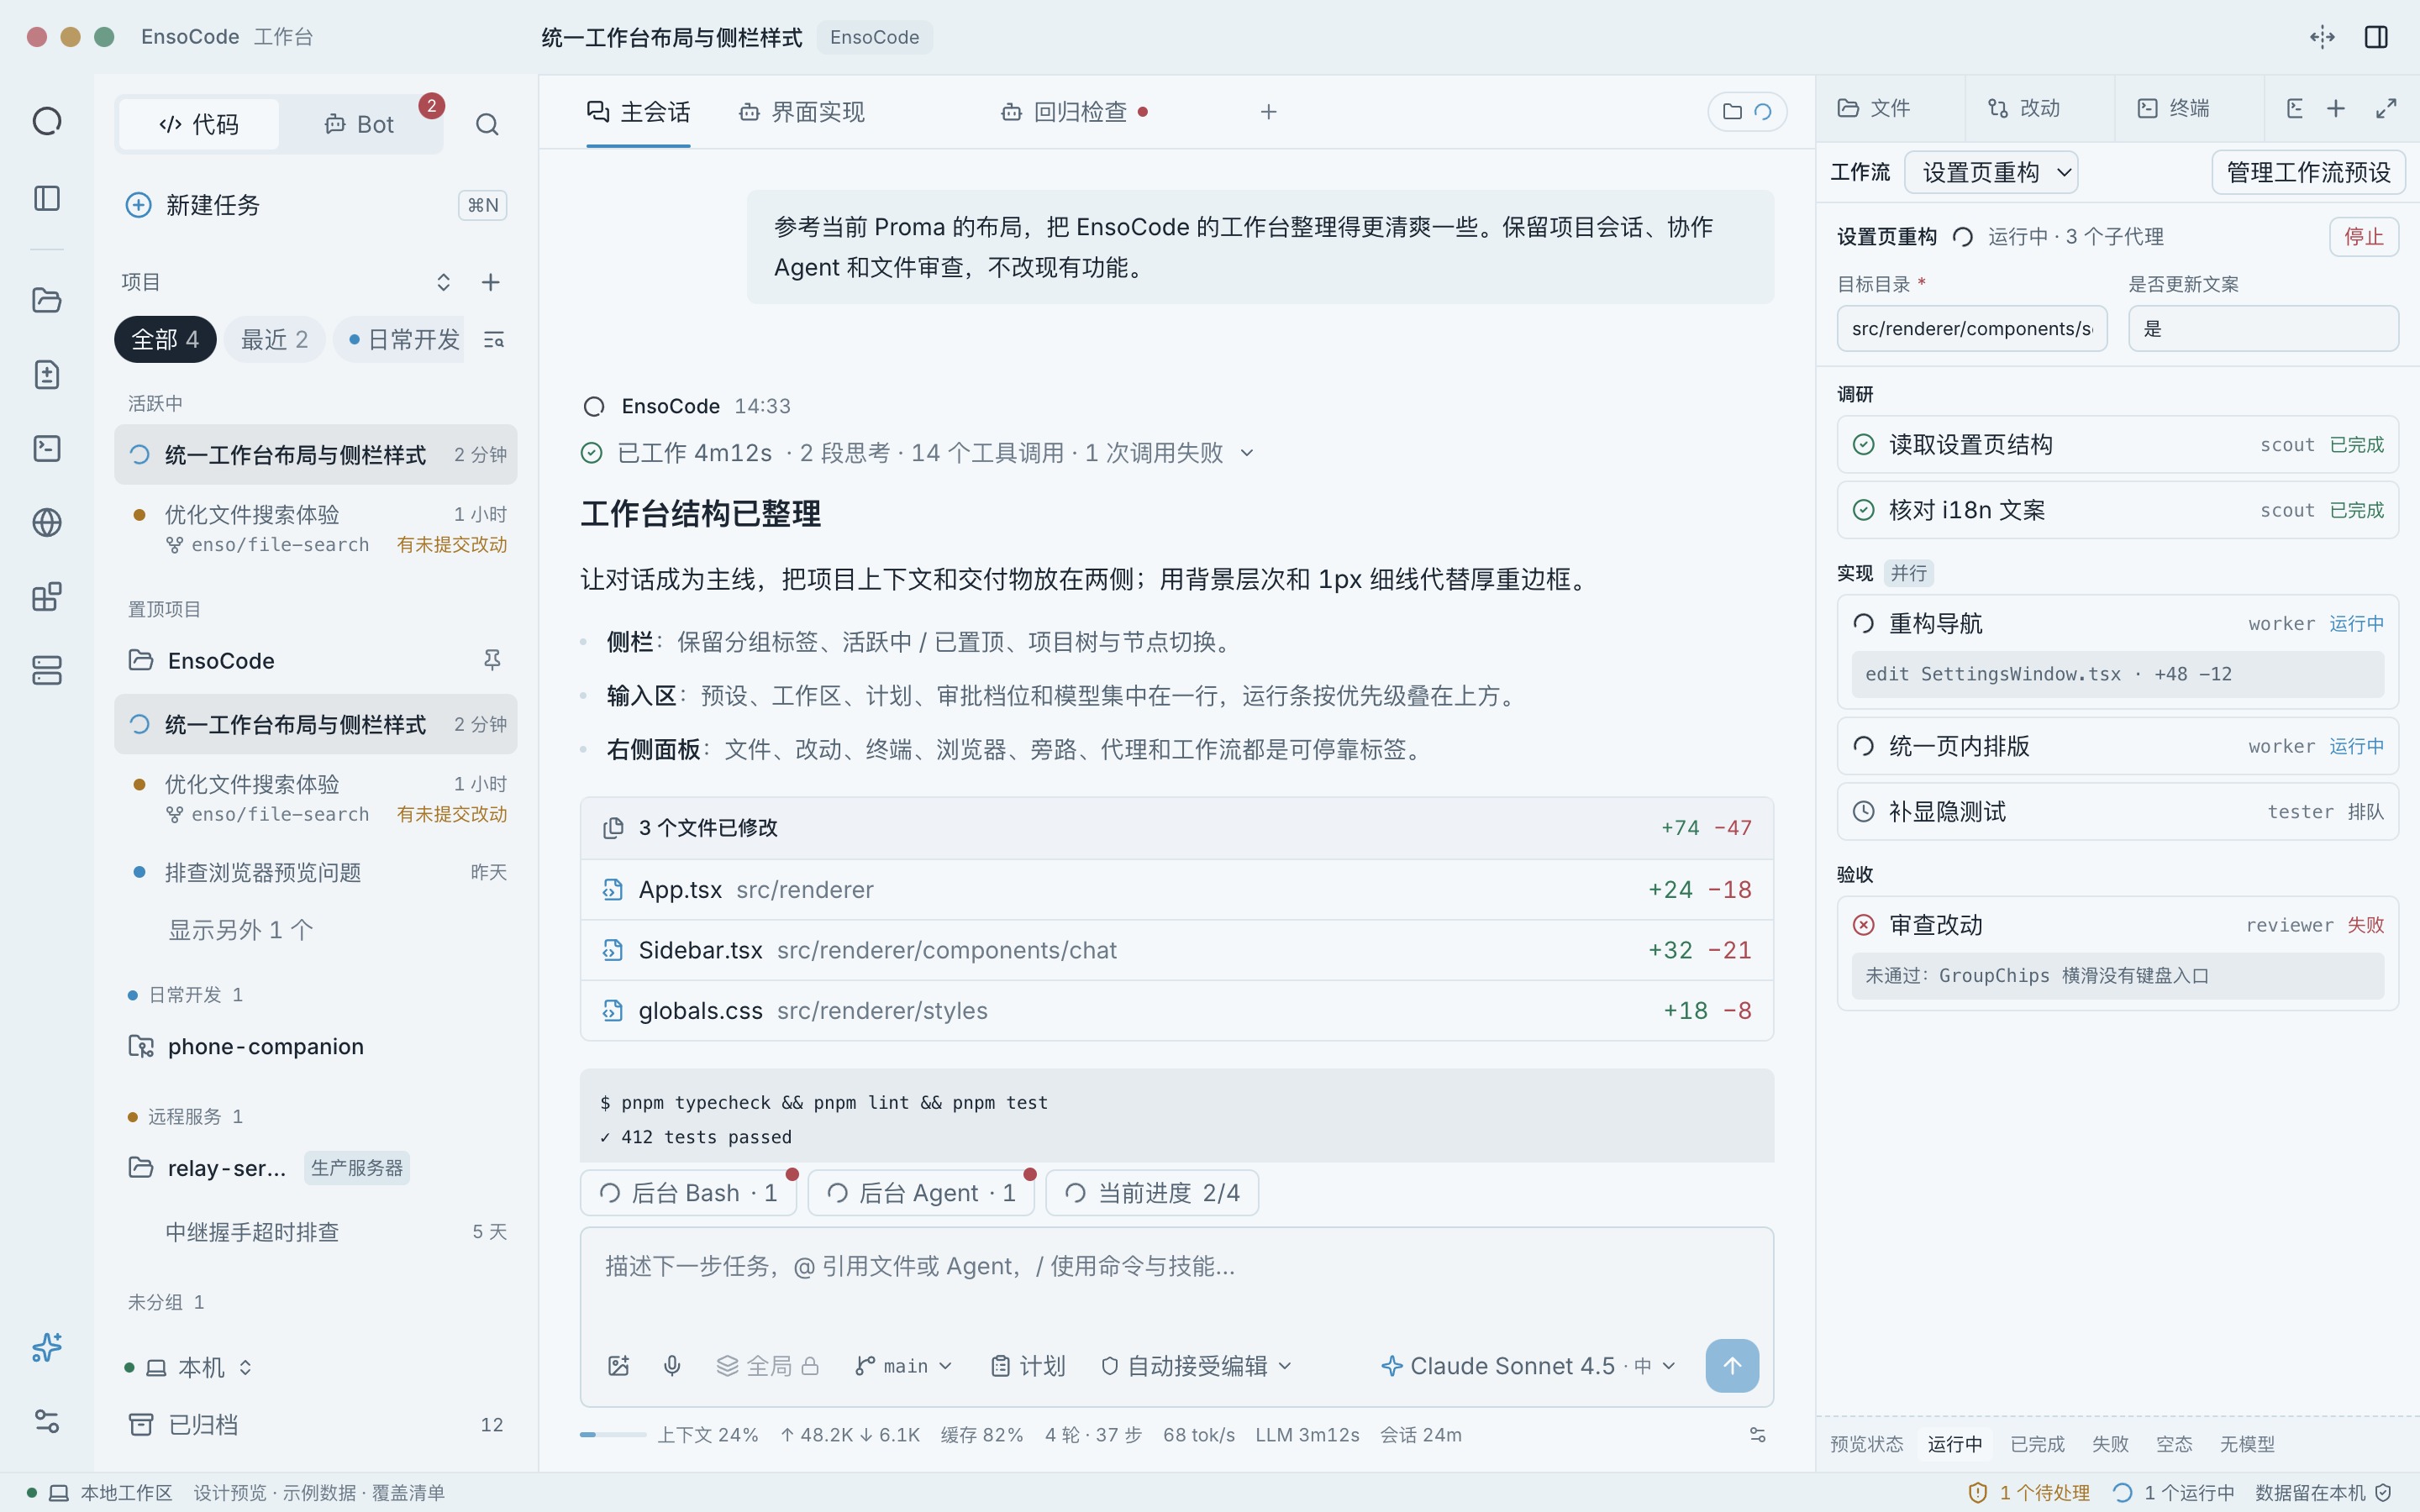 EnsoCode 工作台
统一工作台布局与侧栏样式 EnsoCode
代码 Bot 2
新建任务 ⌘N
项目
全部 4 最近 2 日常开发
活跃中
统一工作台布局与侧栏样式 2 分钟
优化文件搜索体验 1 小时
enso/file-search 有未提交改动
置顶项目
EnsoCode
统一工作台布局与侧栏样式 2 分钟
优化文件搜索体验 1 小时
enso/file-search 有未提交改动
排查浏览器预览问题 昨天
显示另外 1 个
日常开发 1
phone-companion
远程服务 1
relay-ser... 生产服务器
中继握手超时排查 5 天
未分组 1
本机
已归档 12
主会话 界面实现 回归检查
参考当前 Proma 的布局，把 EnsoCode 的工作台整理得更清爽一些。保留项目会话、协作
Agent 和文件审查，不改现有功能。
EnsoCode 14:33
已工作 4m12s · 2 段思考 · 14 个工具调用 · 1 次调用失败
工作台结构已整理
让对话成为主线，把项目上下文和交付物放在两侧；用背景层次和 1px 细线代替厚重边框。
侧栏：保留分组标签、活跃中 / 已置顶、项目树与节点切换。
输入区：预设、工作区、计划、审批档位和模型集中在一行，运行条按优先级叠在上方。
右侧面板：文件、改动、终端、浏览器、旁路、代理和工作流都是可停靠标签。
3 个文件已修改 +74 −47
App.tsx src/renderer +24 −18
Sidebar.tsx src/renderer/components/chat +32 −21
globals.css src/renderer/styles +18 −8
$ pnpm typecheck && pnpm lint && pnpm test
✓ 412 tests passed
后台 Bash · 1 后台 Agent · 1 当前进度 2/4
描述下一步任务，@ 引用文件或 Agent，/ 使用命令与技能...
全局 main 计划 自动接受编辑 Claude Sonnet 4.5 · 中
上下文 24% ↑ 48.2K ↓ 6.1K 缓存 82% 4 轮 · 37 步 68 tok/s LLM 3m12s 会话 24m
文件 改动 终端
工作流 设置页重构 管理工作流预设
设置页重构 运行中 · 3 个子代理 停止
目标目录 * 是否更新文案
src/renderer/components/s 是
调研
读取设置页结构 scout 已完成
核对 i18n 文案 scout 已完成
实现 并行
重构导航 worker 运行中
edit SettingsWindow.tsx · +48 −12
统一页内排版 worker 运行中
补显隐测试 tester 排队
验收
审查改动 reviewer 失败
未通过：GroupChips 横滑没有键盘入口
预览状态 运行中 已完成 失败 空态 无模型
本地工作区 设计预览 · 示例数据 · 覆盖清单
1 个待处理 1 个运行中 数据留在本机